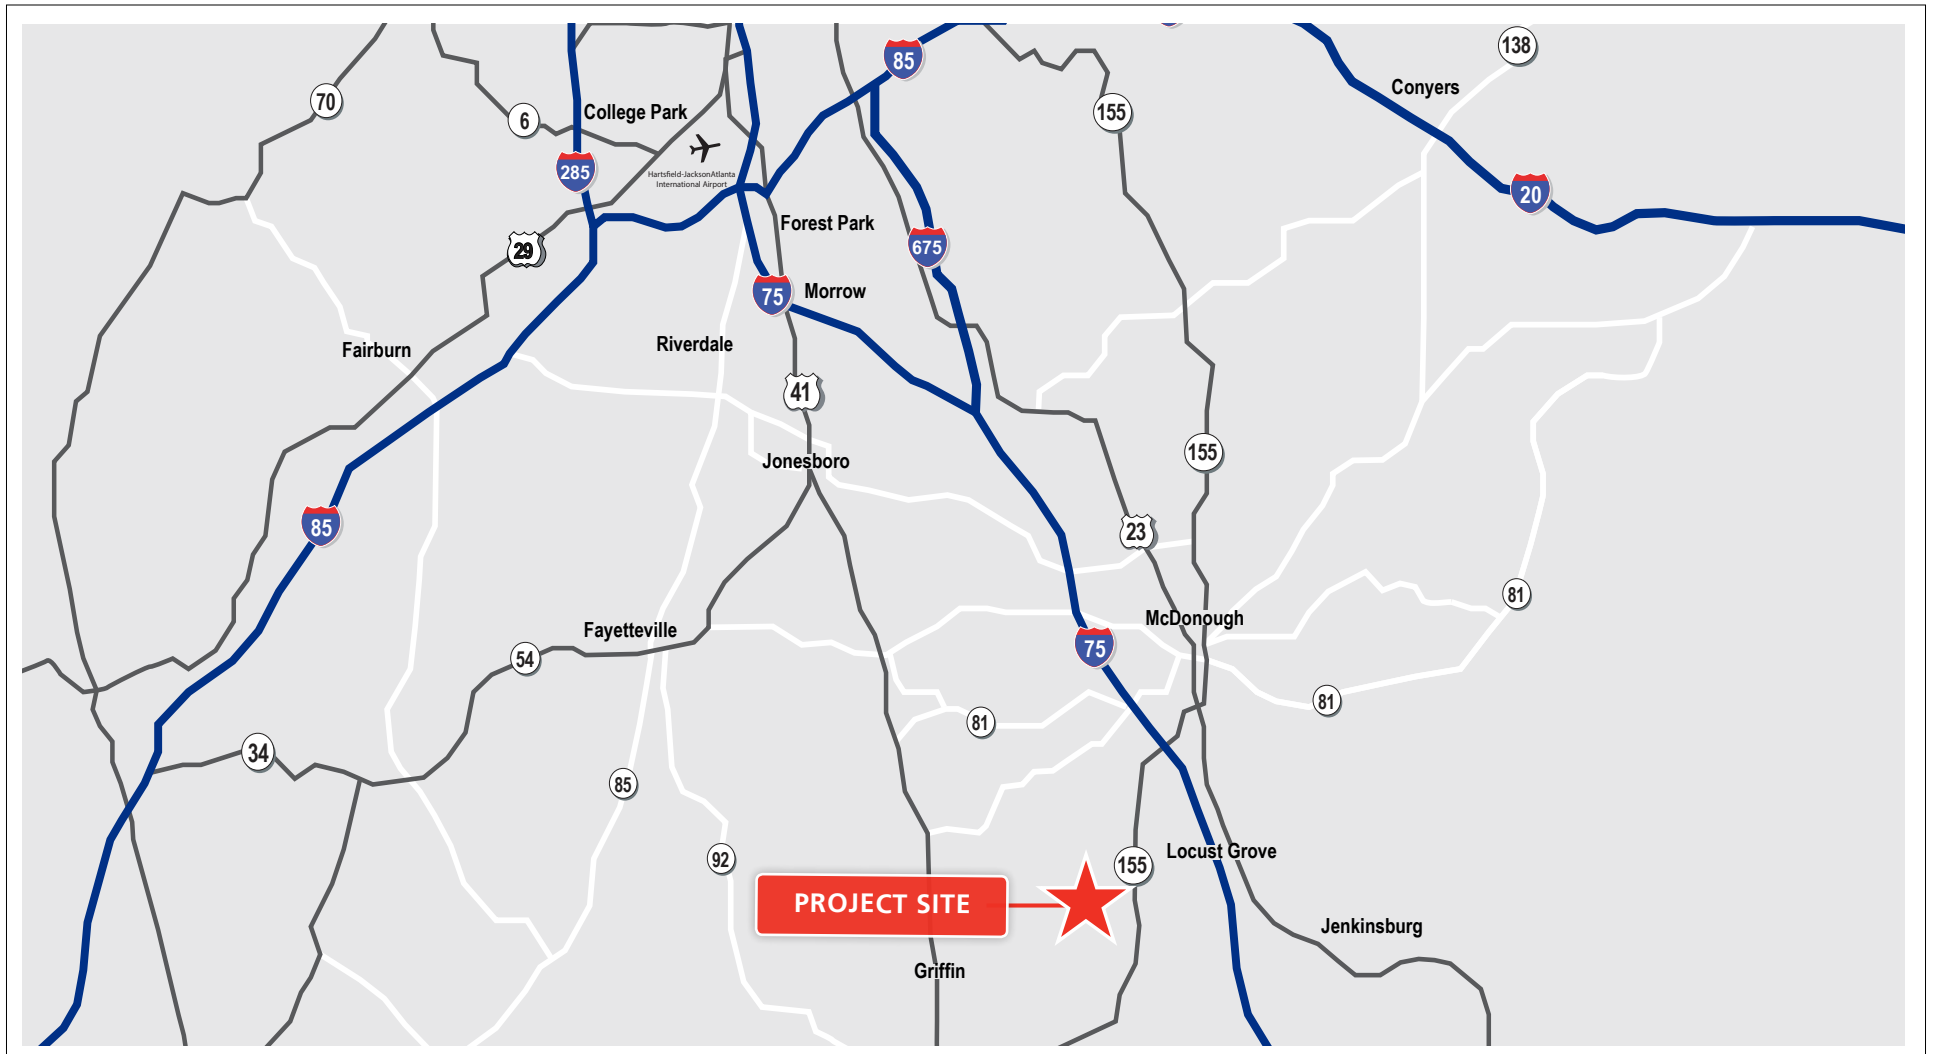 138
85
Conyers
70
College Park
155
6
Hartsfield-JacksonAtlanta
International Airport
285
20
Forest Park
29
675
75
Morrow
Riverdale
Fairburn
41
155
Jonesboro
85
23
81
McDonough
Fayetteville
75
54
81
81
34
85
92
Locust Grove
155
PROJECT SITE
Jenkinsburg
Griffin